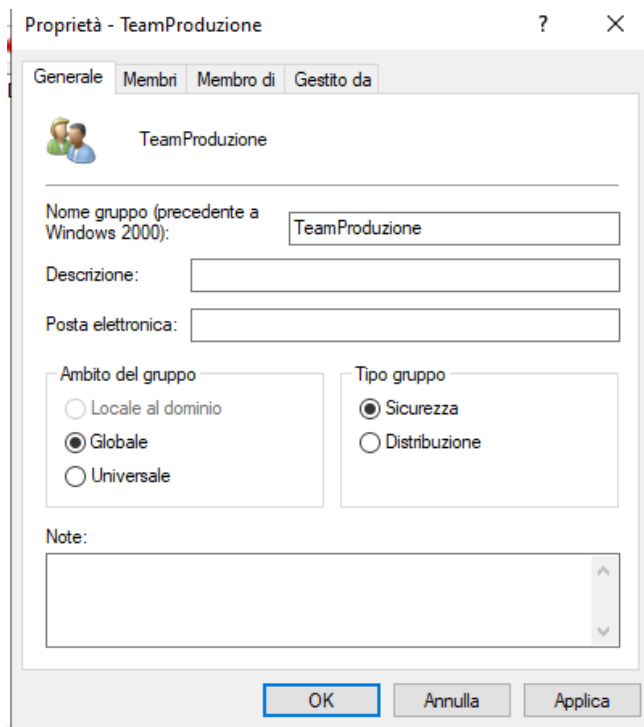 Proprietà - TeamProduzione
?
Generale
Membri
Membro di
Gestito da
TeamProduzione
Nome gruppo (precedente a
Windows 2000):
TeamProduzione
Descrizione:
Posta elettronica:
Ambito del gruppo
Locale al dominio
Globale
Universale
Tipo gruppo
Sicurezza
Distribuzione
Note:
OK
Annulla
Applica